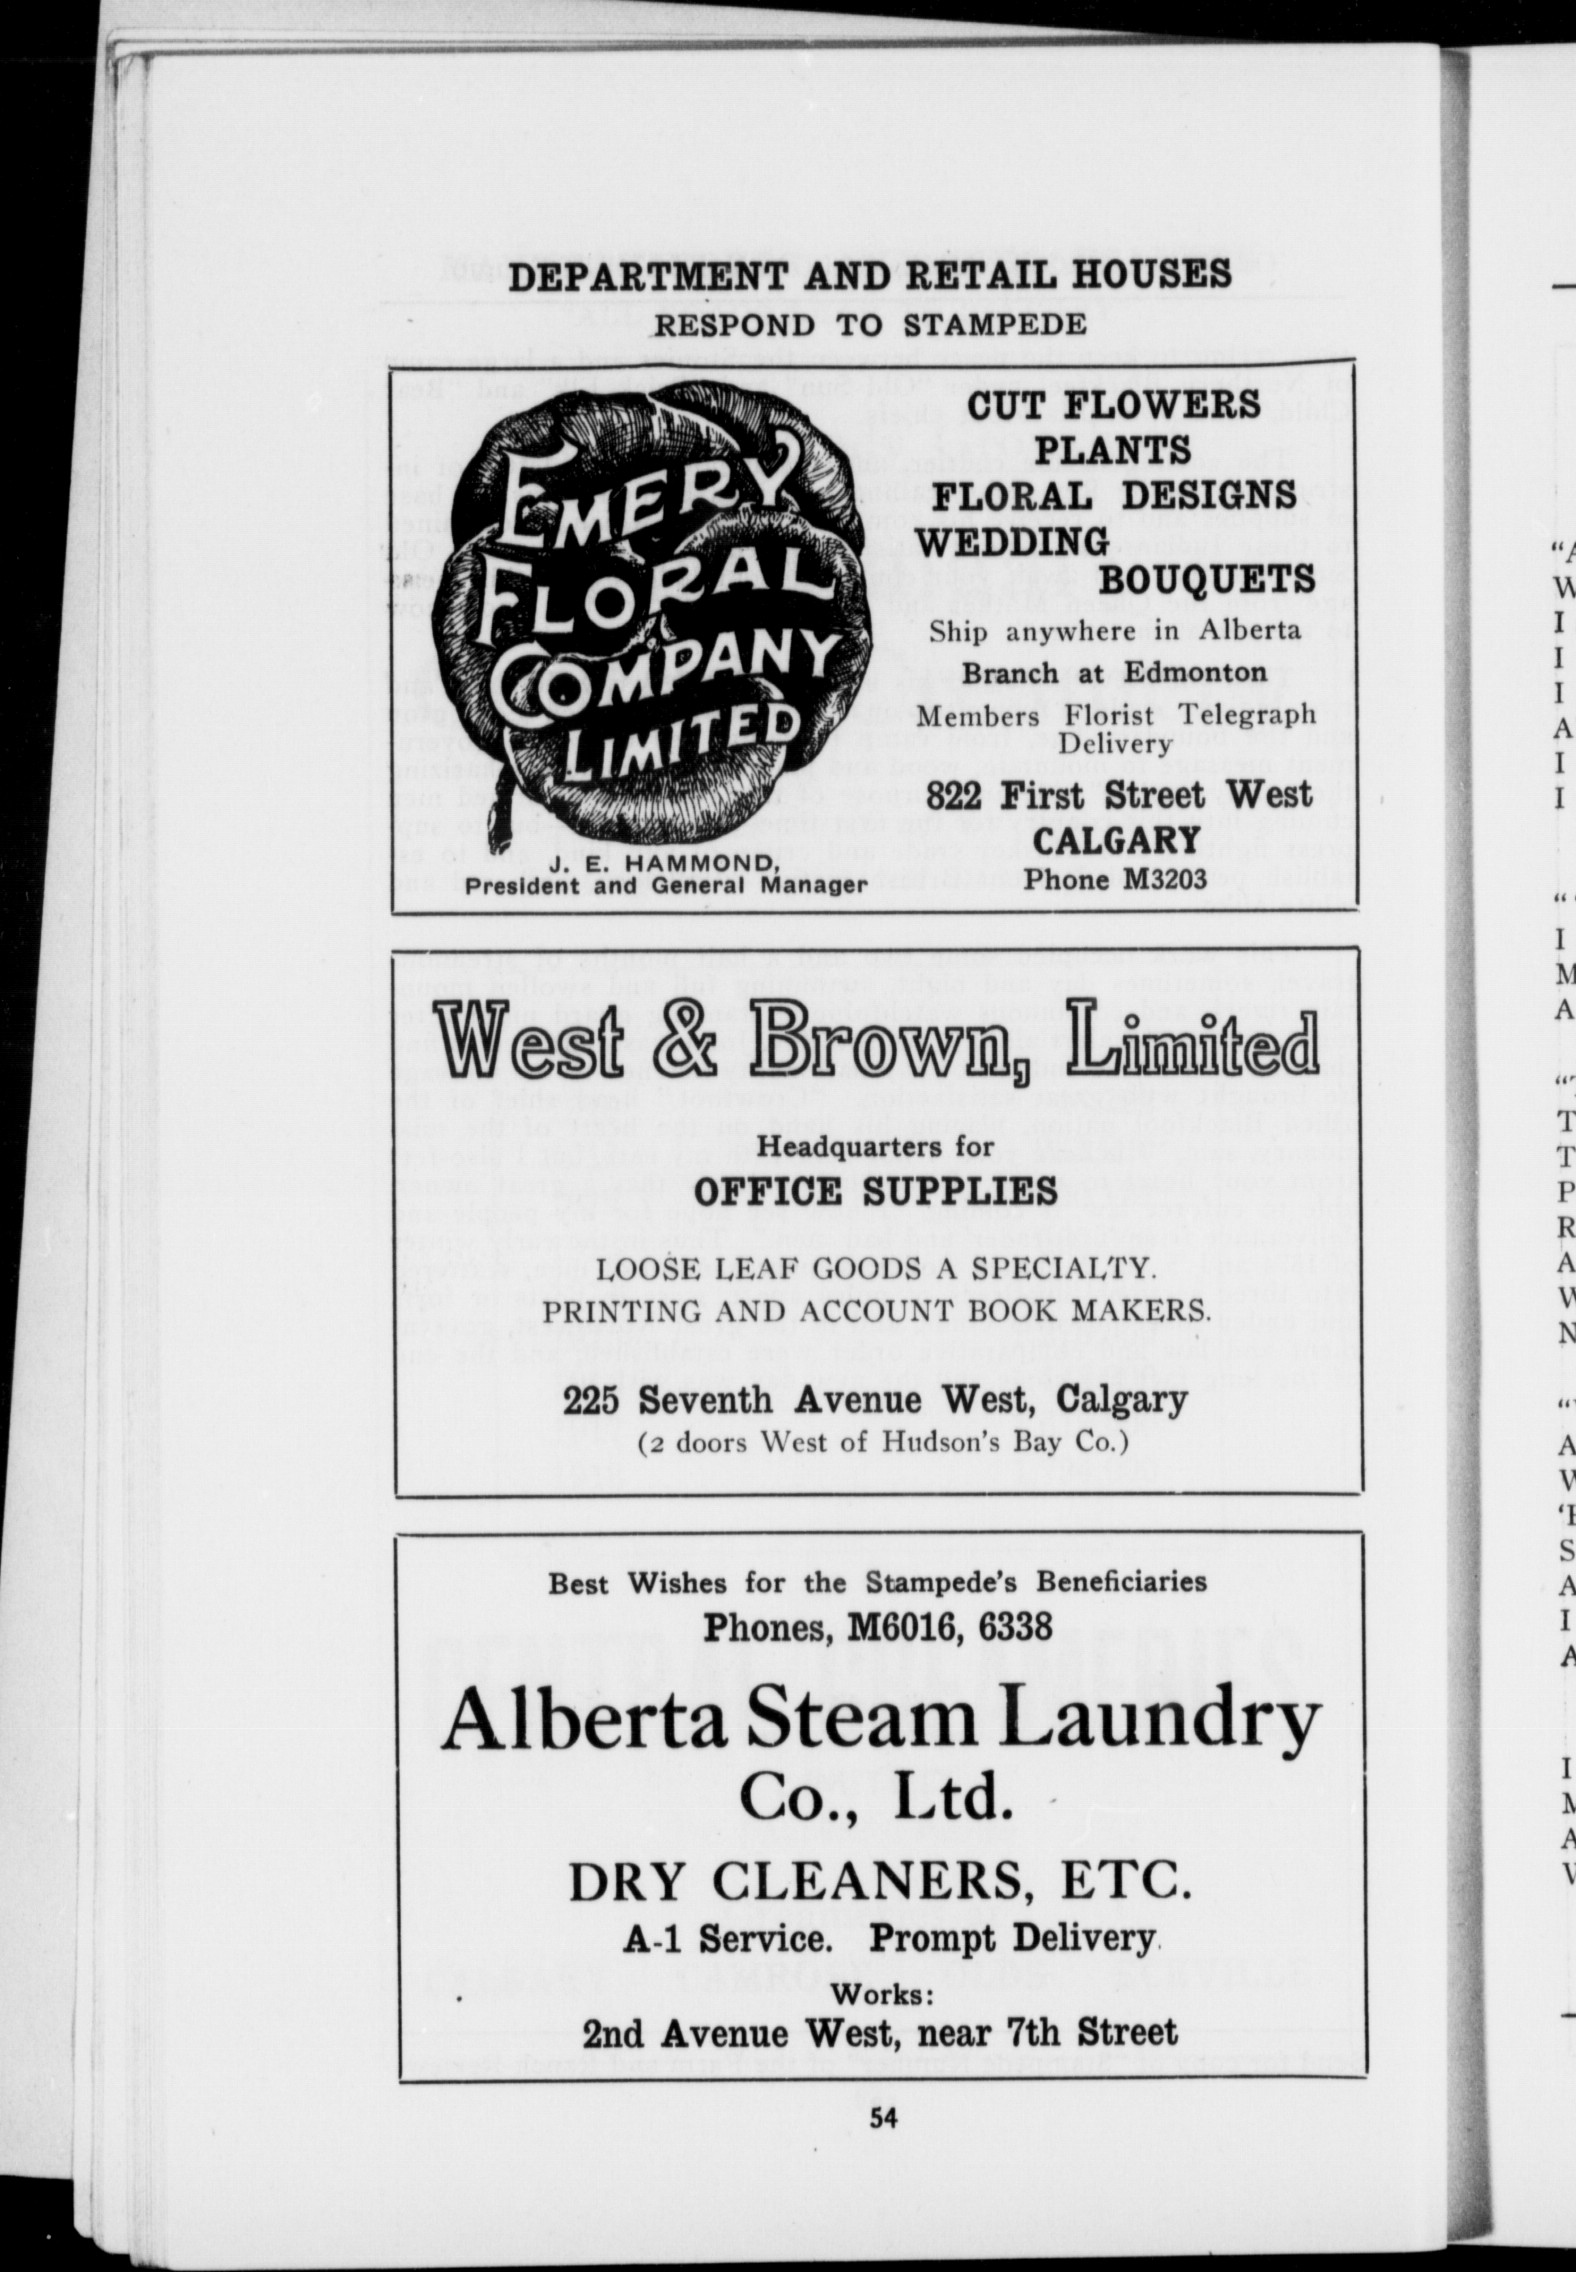 DEPARTMENT AND RETAIL HOUSES
RESPOND TO STAMPEDE
EMERY
FLORAL
COMPANY
LIMITED
J. E. HAMMOND,
President and General Manager
CUT FLOWERS
PLANTS
FLORAL DESIGNS
WEDDING
BOUQUETS
Ship anywhere in Alberta
Branch at Edmonton
Members Florist Telegraph
Delivery
822 First Street West
CALGARY
Phone M3203
West & Brown, Limited
Headquarters for
OFFICE SUPPLIES
LOOSE LEAF GOODS A SPECIALTY.
PRINTING AND ACCOUNT BOOK MAKERS.
225 Seventh Avenue West, Calgary
(2 doors West of Hudson's Bay Co.)
Best Wishes for the Stampede's Beneficiaries
Phones, M6016, 6338
Alberta Steam Laundry
Co., Ltd.
DRY CLEANERS, ETC.
A-1 Service. Prompt Delivery.
Works:
2nd Avenue West, near 7th Street
54